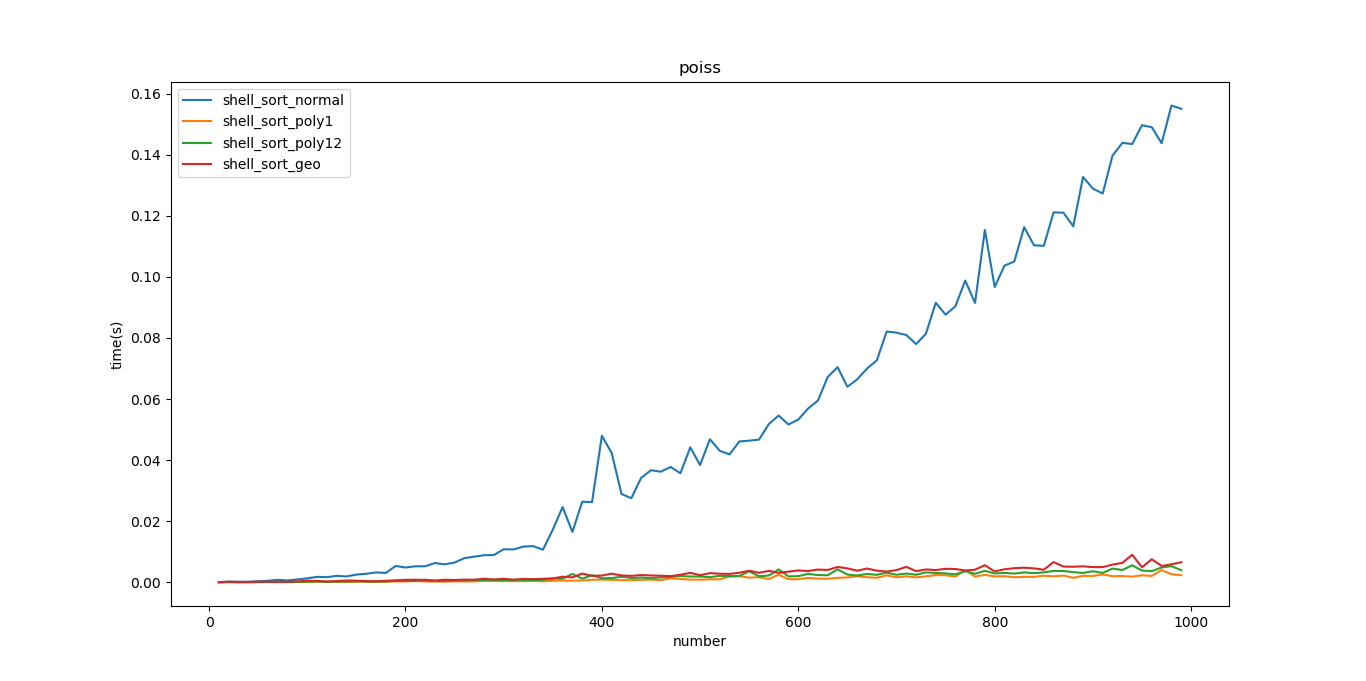 poiss
shell_sort_normal
shell_sort_poly1
shell_sort_poly12
shell_sort_geo
0.16
0.14
0.12
0.10
0.08
0.06
0.04
0.02
0.00
time(s)
0 200 400 600 800 1000
number